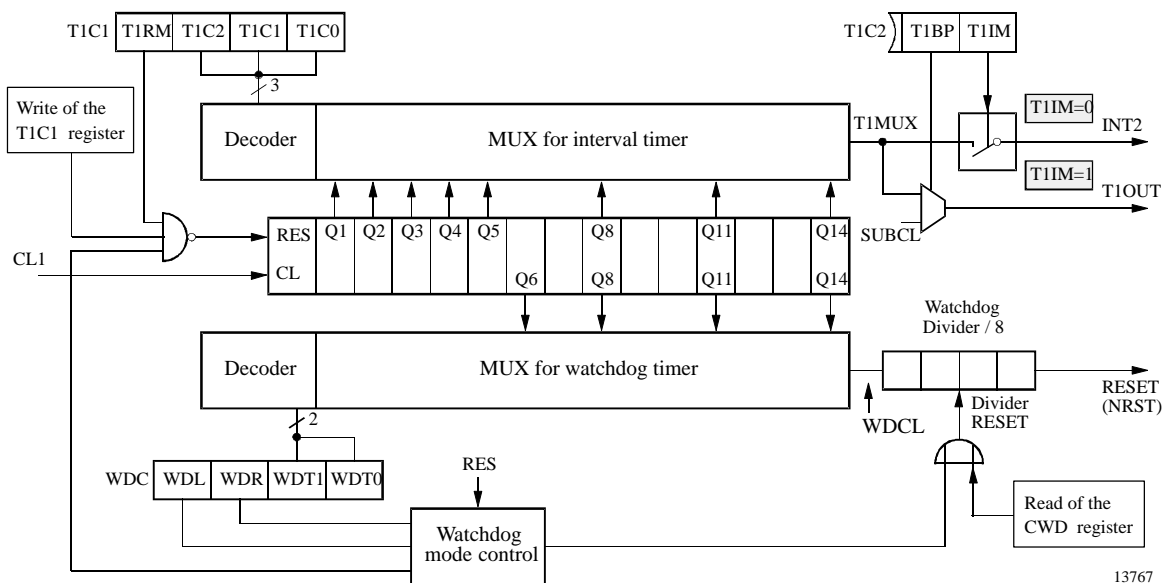 T1C1 T1RM T1C2 T1C1 T1C0
T1C2 T1BP T1IM
3
Write of the
T1C1 register
Decoder
MUX for interval timer
T1MUX
T1IM=0
INT2
T1IM=1
T1OUT
SUBCL
RES Q1 Q2 Q3 Q4 Q5 Q8 Q11 Q14
CL1
CL Q6 Q8 Q11 Q14
Watchdog
Divider / 8
Decoder
MUX for watchdog timer
RESET
(NRST)
WDCL
Divider
RESET
2
WDC WDL WDR WDT1 WDT0
RES
Watchdog
mode control
Read of the
CWD register
13767